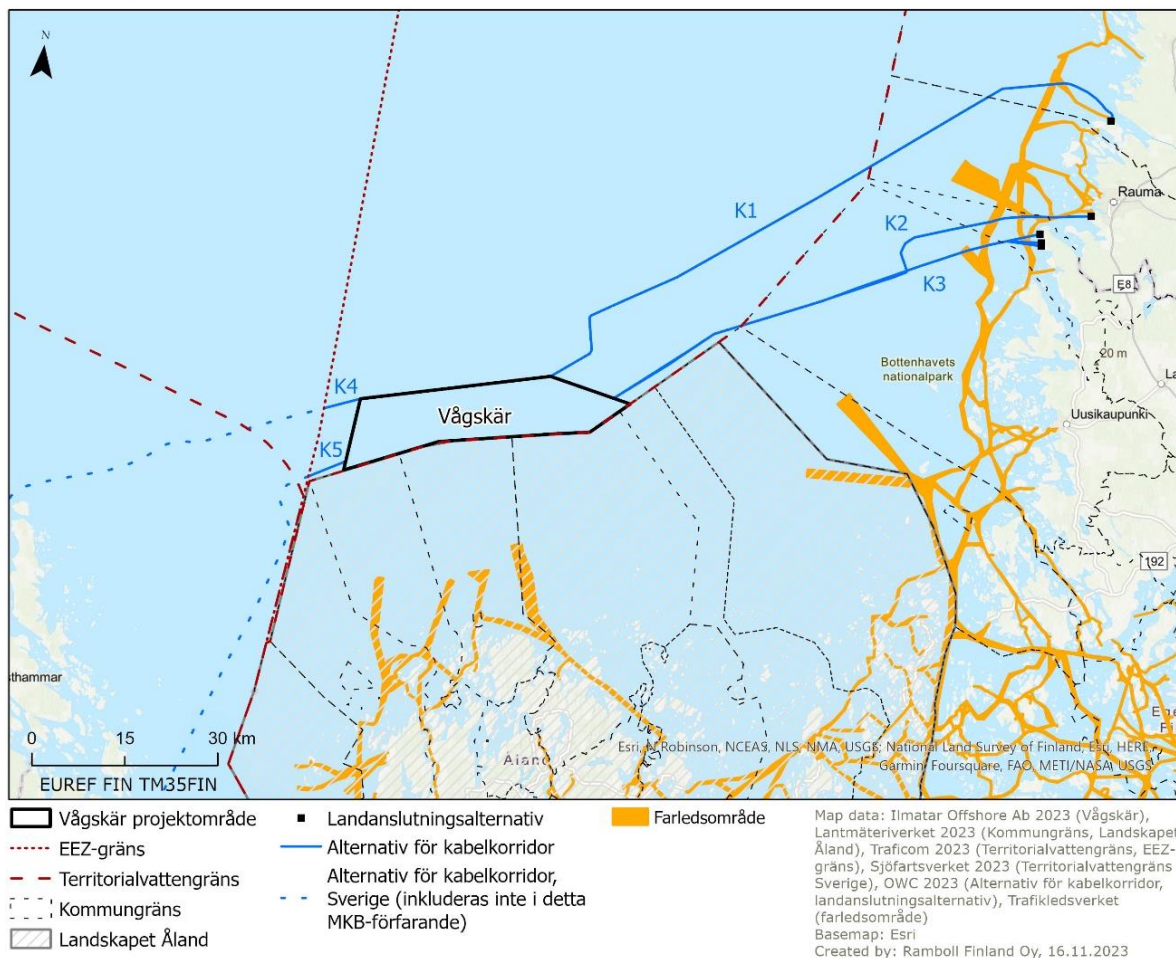 N
K1
K2
Rauma
E8
K3
20 m
La
Bottenhavets
nationalpark
K4
Vågskär
Uusikaupunki
K5
192
sthammar
0 15 30 km
Esri, N Robinson, NCEAS, NLS, NMA, USGS; National Land Survey of Finland, Esri, HERE,
Åland
Garmin, Foursquare, FAO, METI/NASA, USGS
EUREF FIN TM35FIN
Vågskär projektområde
EEZ-gräns
Territorialvattengräns
Kommungräns
Landskapet Åland
Landanslutningsalternativ
Alternativ för kabelkorridor
Alternativ för kabelkorridor,
Sverige (inkluderas inte i detta
MKB-förfarande)
Farledsområde
Map data: Ilmatar Offshore Ab 2023 (Vågskär),
Lantmäteriverket 2023 (Kommungräns, Landskapet
Åland), Traficom 2023 (Territorialvattengräns, EEZ-
gräns), Sjöfartsverket 2023 (Territorialvattengräns
Sverige), OWC 2023 (Alternativ för kabelkorridor,
landanslutningsalternativ), Trafikledsverket
(farledsområde)
Basemap: Esri
Created by: Ramboll Finland Oy, 16.11.2023